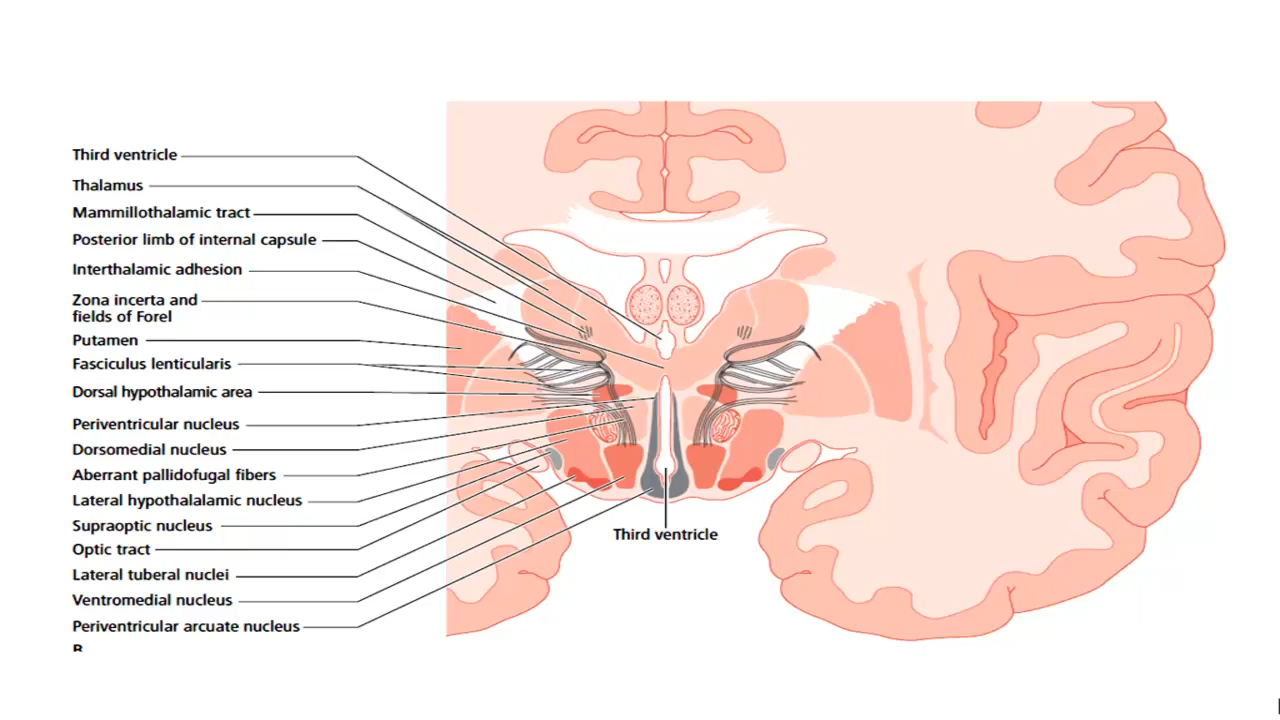 Third ventricle
Thalamus
Mammillothalamic tract
Posterior limb of internal capsule
Interthalamic adhesion
Zona incerta and
fields of Forel
Putamen
Fasciculus lenticularis
Dorsal hypothalamic area
Periventricular nucleus
Dorsomedial nucleus
Aberrant pallidofugal fibers
Lateral hypothalamic nucleus
Supraoptic nucleus
Optic tract
Lateral tuberal nuclei
Ventromedial nucleus
Periventricular arcuate nucleus
Third ventricle